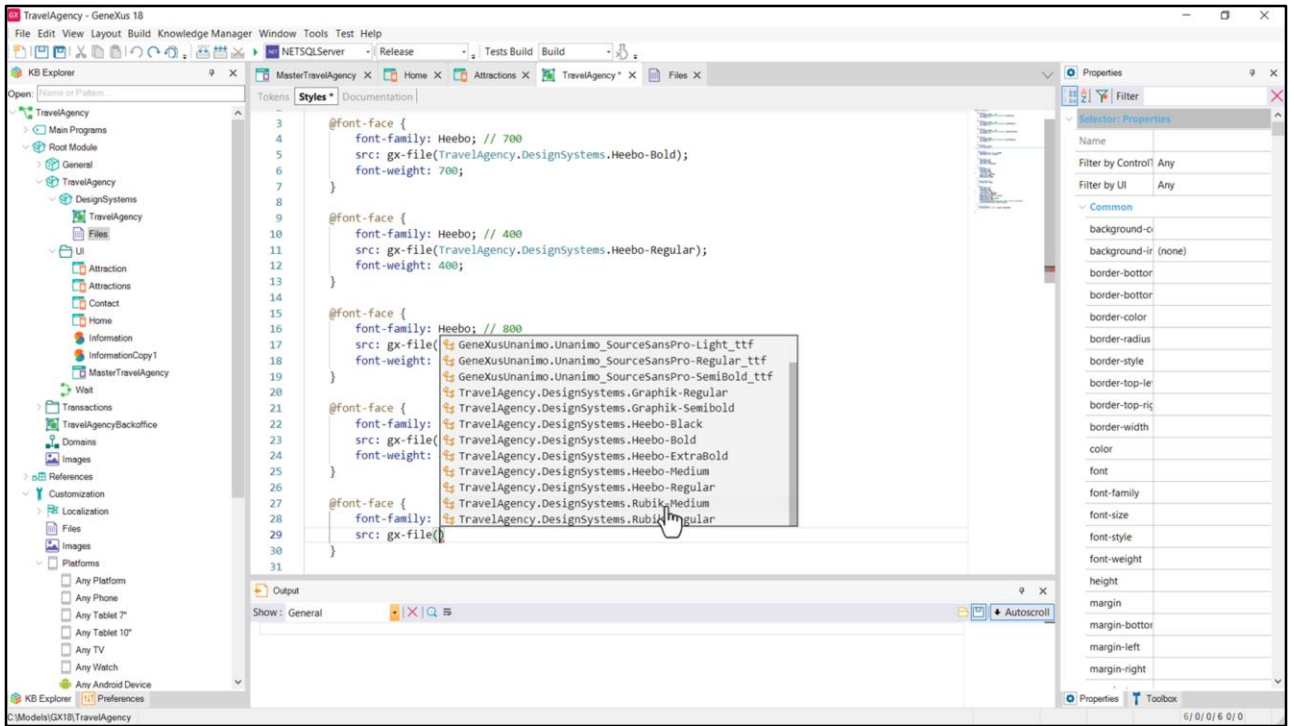 TravelAgency - GeneXus 18
File Edit View Layout Build Knowledge Manager Window Tools Test Help
NETSQLServer Release Tests Build Build
KB Explorer
MasterTravelAgency X Home X Attractions X TravelAgency* X Files X
Open: Name or Pattern...
Tokens Styles * Documentation
TravelAgency
Main Programs
Root Module
General
TravelAgency
DesignSystems
TravelAgency
Files
UI
Attraction
Attractions
Contact
Home
Information
InformationCopy1
MasterTravelAgency
Wait
Transactions
TravelAgencyBackoffice
Domains
Images
References
Customization
Localization
Files
Images
Platforms
Any Platform
Any Phone
Any Tablet 7"
Any Tablet 10"
Any TV
Any Watch
Any Android Device
KB Explorer Preferences
3 @font-face {
4 font-family: Heebo; // 700
5 src: gx-file(TravelAgency.DesignSystems.Heebo-Bold);
6 font-weight: 700;
7 }
8
9 @font-face {
10 font-family: Heebo; // 400
11 src: gx-file(TravelAgency.DesignSystems.Heebo-Regular);
12 font-weight: 400;
13 }
14
15 @font-face {
16 font-family: Heebo; // 800
17 src: gx-file(
18 font-weight:
19 }
20
21 @font-face {
22 font-family:
23 src: gx-file(
24 font-weight:
25 }
26
27 @font-face {
28 font-family:
29 src: gx-file()
30 }
31
GeneXusUnanimo.Unanimo_SourceSansPro-Light_ttf
GeneXusUnanimo.Unanimo_SourceSansPro-Regular_ttf
GeneXusUnanimo.Unanimo_SourceSansPro-SemiBold_ttf
TravelAgency.DesignSystems.Graphik-Regular
TravelAgency.DesignSystems.Graphik-Semibold
TravelAgency.DesignSystems.Heebo-Black
TravelAgency.DesignSystems.Heebo-Bold
TravelAgency.DesignSystems.Heebo-ExtraBold
TravelAgency.DesignSystems.Heebo-Medium
TravelAgency.DesignSystems.Heebo-Regular
TravelAgency.DesignSystems.Rubik-Medium
Output
Show: General Autoscroll
Properties
Filter
Selector: Properties
Name
Filter by ControlT Any
Filter by UI Any
Common
background-co
background-ir (none)
border-bottor
border-bottor
border-color
border-radius
border-style
border-top-le
border-top-rig
border-width
color
font
font-family
font-size
font-style
font-weight
height
margin
margin-bottor
margin-left
margin-right
Properties Toolbox
C:\Models\GX18\TravelAgency 6/ 0/ 0/ 6 0/ 0